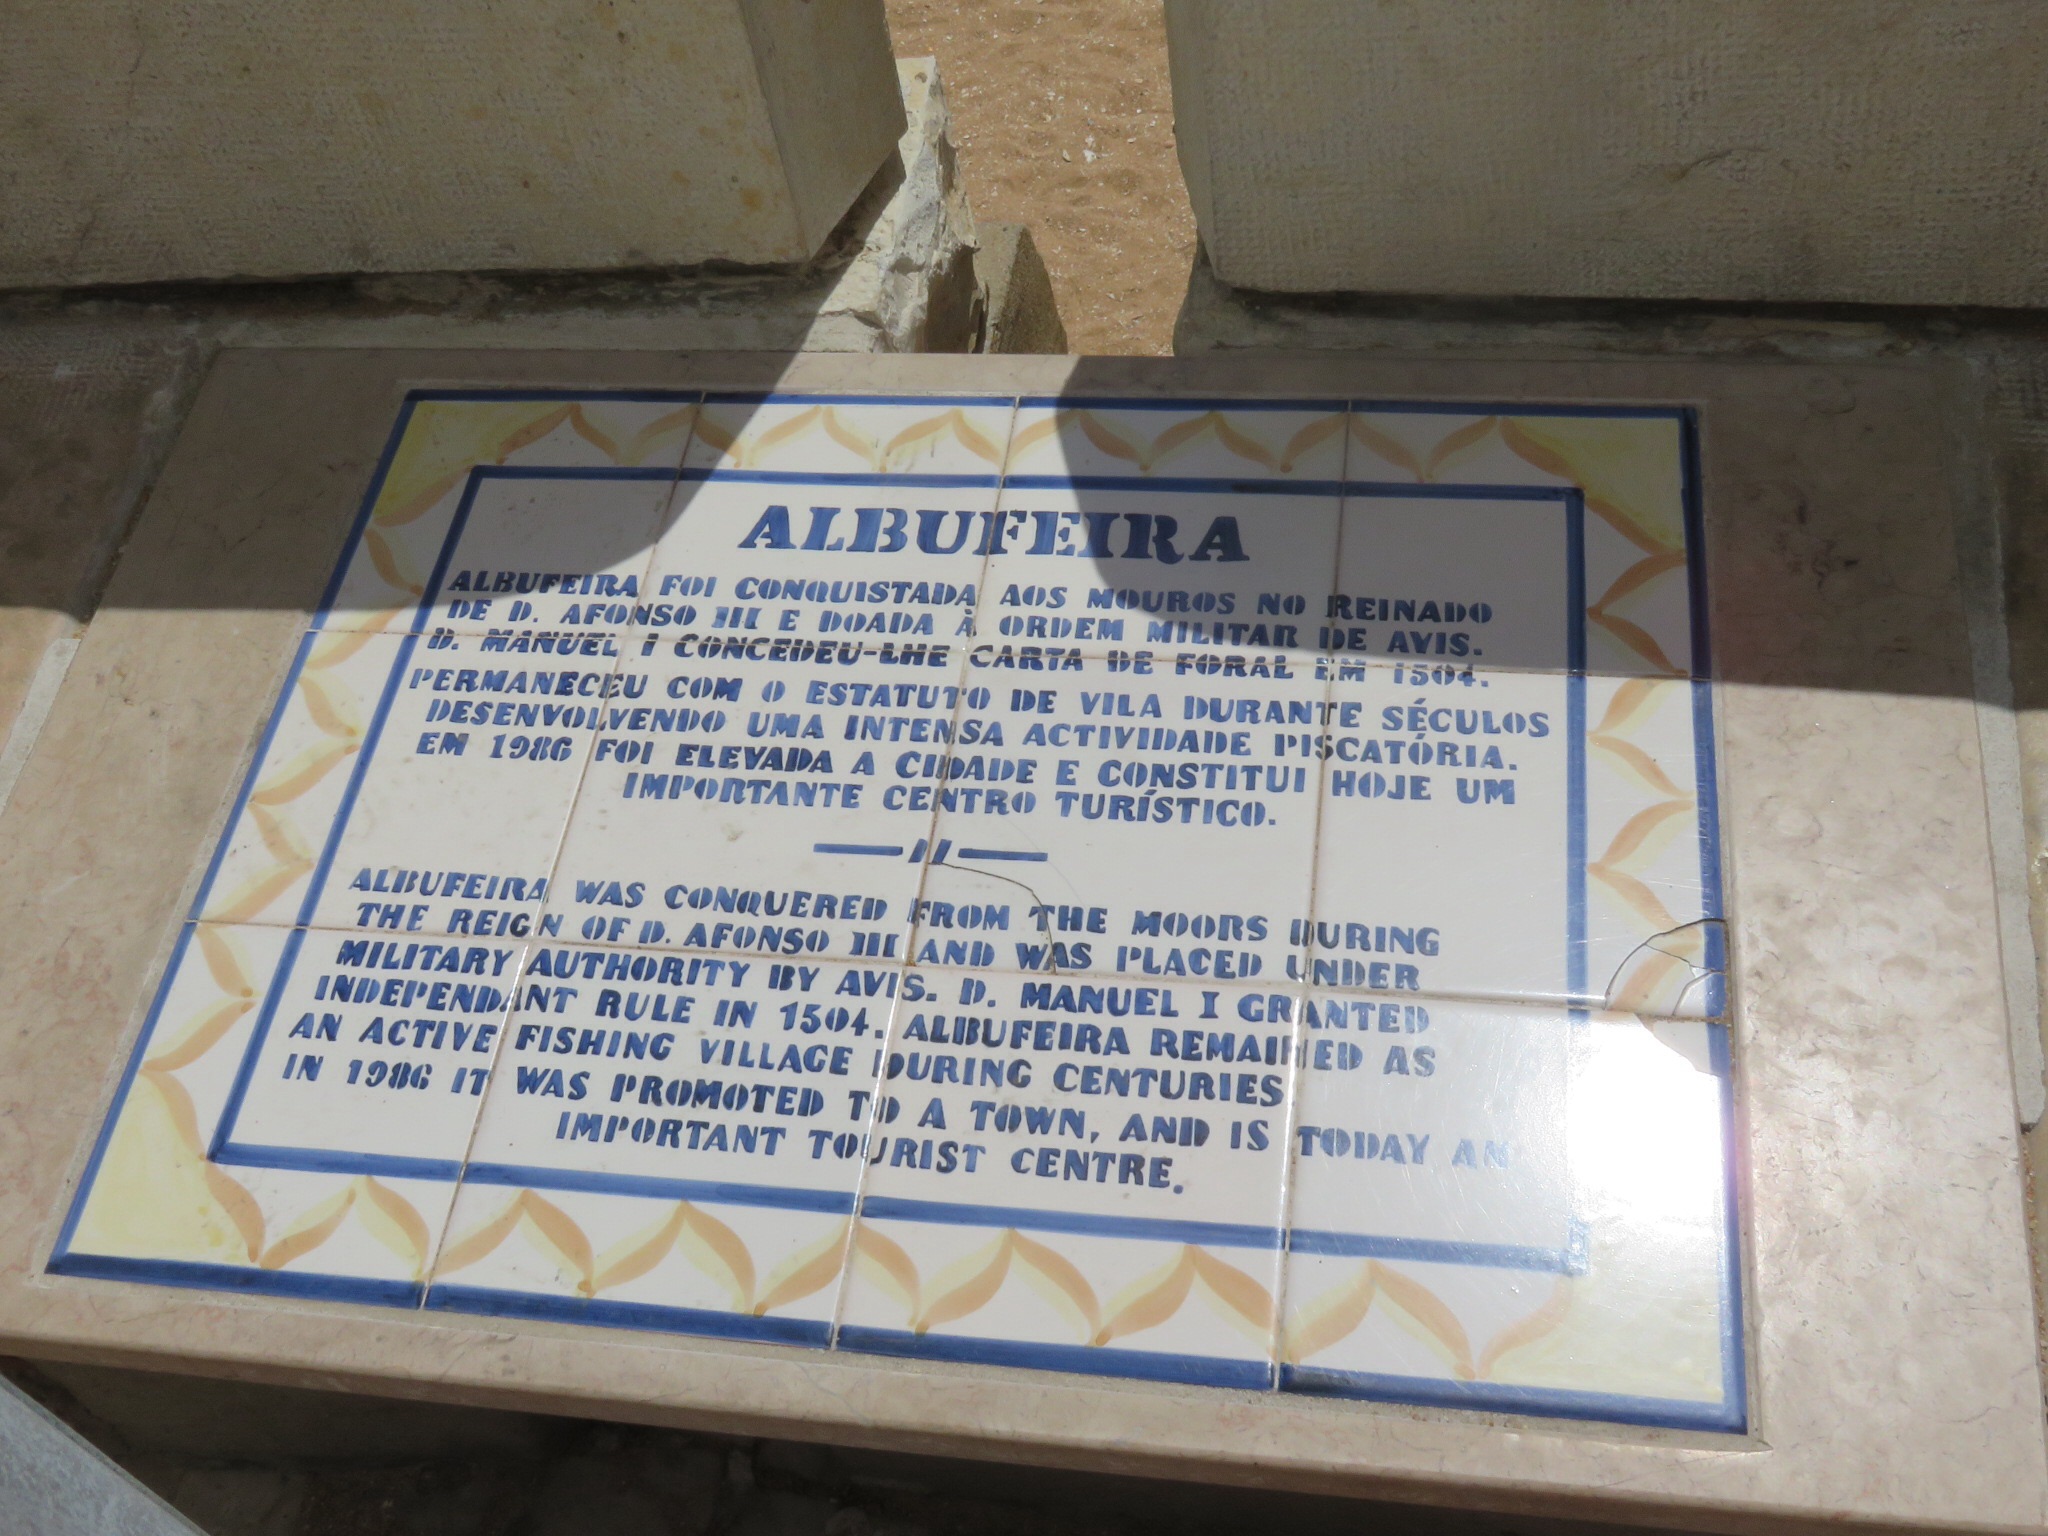 ALBUFEIRA
ALBUFEIRA FOI CONQUISTADA AOS MOUROS NO REINADO
DE D. AFONSO III E DOADA À ORDEM MILITAR DE AVIS.
D. MANUEL I CONCEDEU-LHE CARTA DE FORAL EM 1504.
PERMANECEU COM O ESTATUTO DE VILA DURANTE SÉCULOS
DESENVOLVENDO UMA INTENSA ACTIVIDADE PISCATÓRIA.
EM 1986 FOI ELEVADA A CIDADE E CONSTITUI HOJE UM
IMPORTANTE CENTRO TURÍSTICO.
ALBUFEIRA WAS CONQUERED FROM THE MOORS DURING
THE REIGN OF D. AFONSO III AND WAS PLACED UNDER
MILITARY AUTHORITY BY AVIS. D. MANUEL I GRANTED
INDEPENDANT RULE IN 1504. ALBUFEIRA REMAINED AS
AN ACTIVE FISHING VILLAGE DURING CENTURIES
IN 1986 IT WAS PROMOTED TO A TOWN, AND IS TODAY AN
IMPORTANT TOURIST CENTRE.